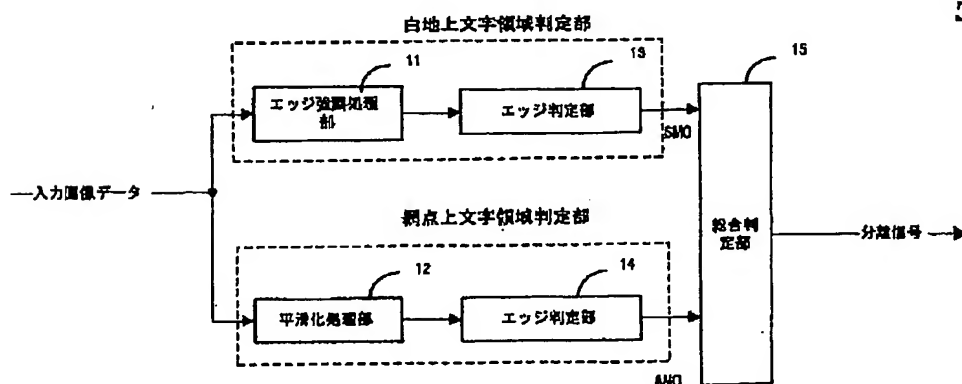 白地上文字領域判定部
11
13
15
エッジ強調処理
部
エッジ判定部
SMO
入力画像データ
網点上文字領域判定部
総合判
定部
分離信号
12
14
平滑化処理部
エッジ判定部
AMO